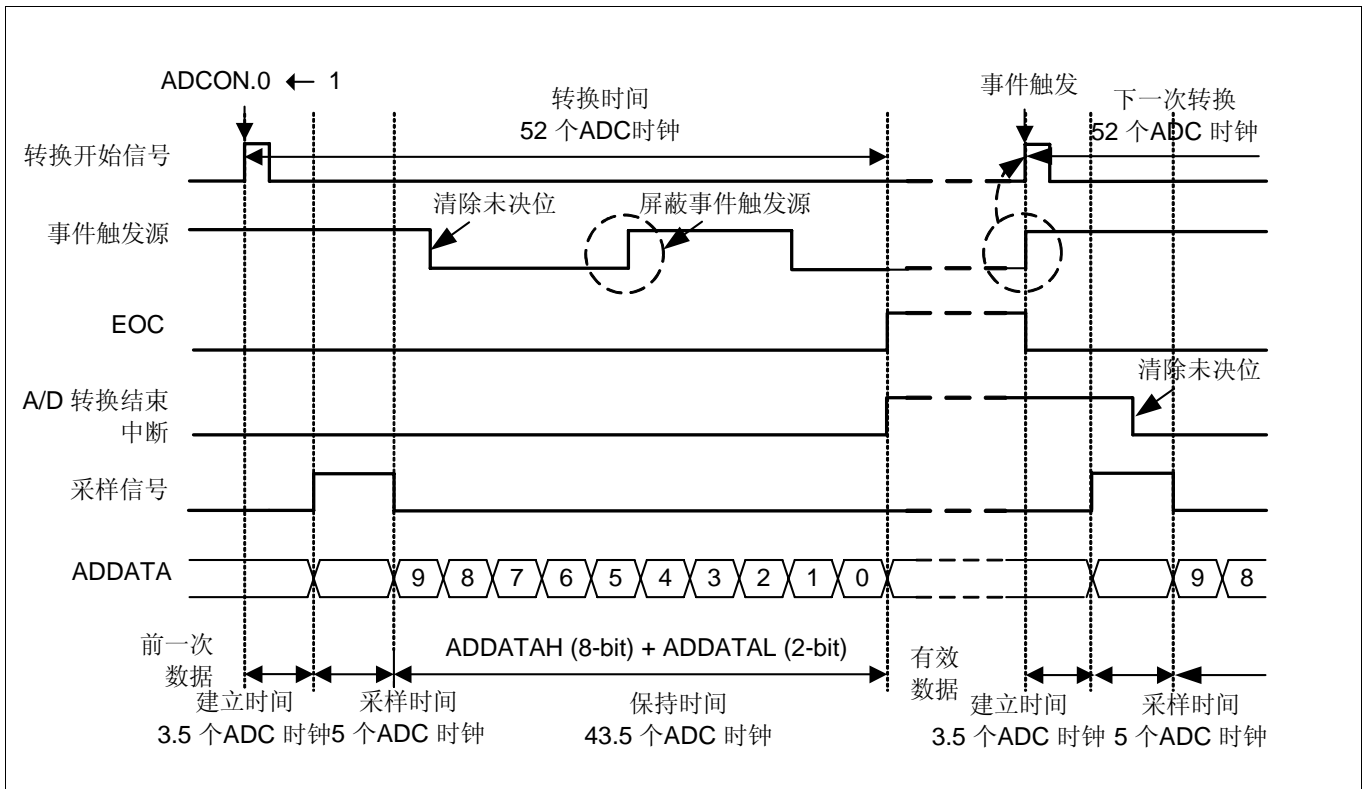 ADCON.0 ← 1
转换时间
52 个ADC时钟
事件触发
下一次转换
52 个ADC 时钟
转换开始信号
清除未决位
屏蔽事件触发源
事件触发源
EOC
清除未决位
A/D 转换结束
中断
采样信号
ADDATA
9 8 7 6 5 4 3 2 1 0
9 8
前一次
数据
ADDATAH (8-bit) + ADDATAL (2-bit)
有效
数据
建立时间
3.5 个ADC 时钟
采样时间
5 个ADC 时钟
保持时间
43.5 个ADC 时钟
建立时间
3.5 个ADC 时钟
采样时间
5 个ADC 时钟